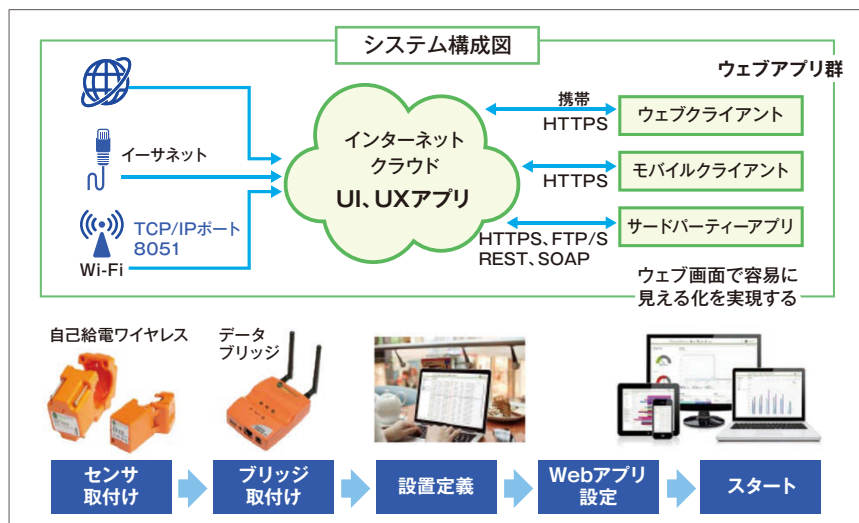 システム構成図
ウェブアプリ群
イーサネット
TCP/IPポート
8051
Wi-Fi
インターネット
クラウド
UI、UXアプリ
携帯
HTTPS
ウェブクライアント
HTTPS
モバイルクライアント
HTTPS、FTP/S
REST、SOAP
サードパーティーアプリ
ウェブ画面で容易に
見える化を実現する
自己給電ワイヤレス
データ
ブリッジ
センサ
取付け
ブリッジ
取付け
設置定義
Webアプリ
設定
スタート